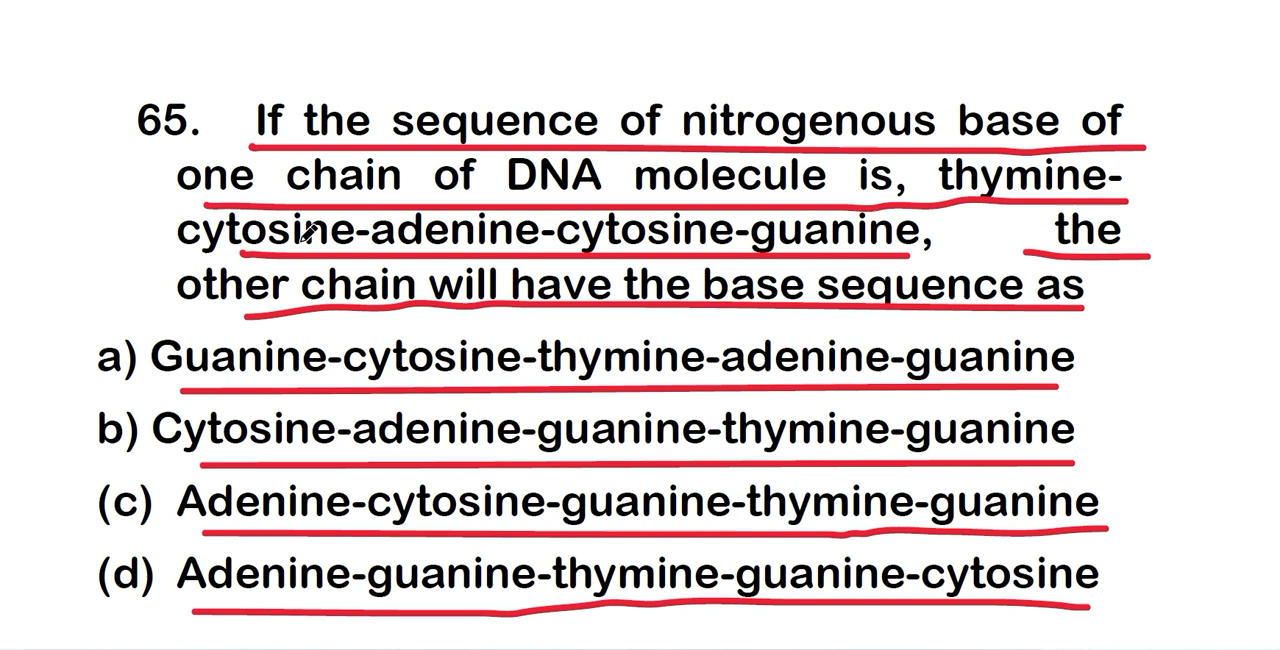 65. If the sequence of nitrogenous base of
one chain of DNA molecule is, thymine-
cytosine-adenine-cytosine-guanine, the
other chain will have the base sequence as
a) Guanine-cytosine-thymine-adenine-guanine
b) Cytosine-adenine-guanine-thymine-guanine
(c) Adenine-cytosine-guanine-thymine-guanine
(d) Adenine-guanine-thymine-guanine-cytosine